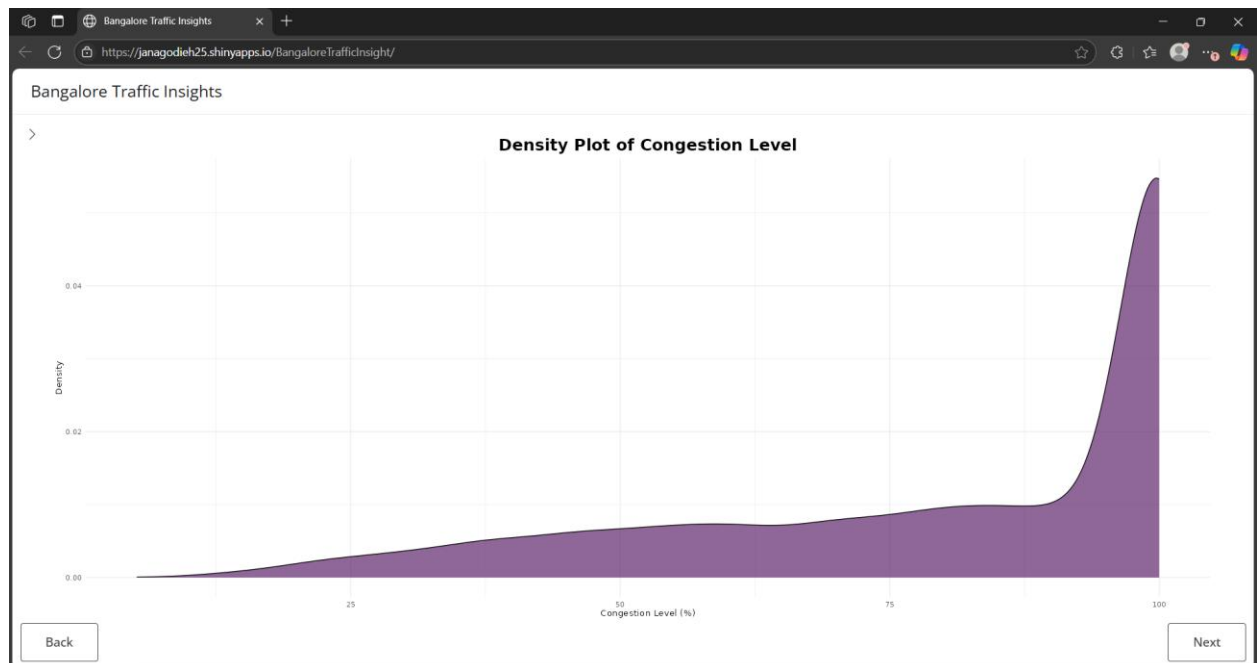 Bangalore Traffic Insights
https://janagodieh25.shinyapps.io/BangaloreTrafficInsight/
Bangalore Traffic Insights
Density Plot of Congestion Level
0.04
Density
0.02
0.00
25
50
75
100
Congestion Level (%)
Back
Next